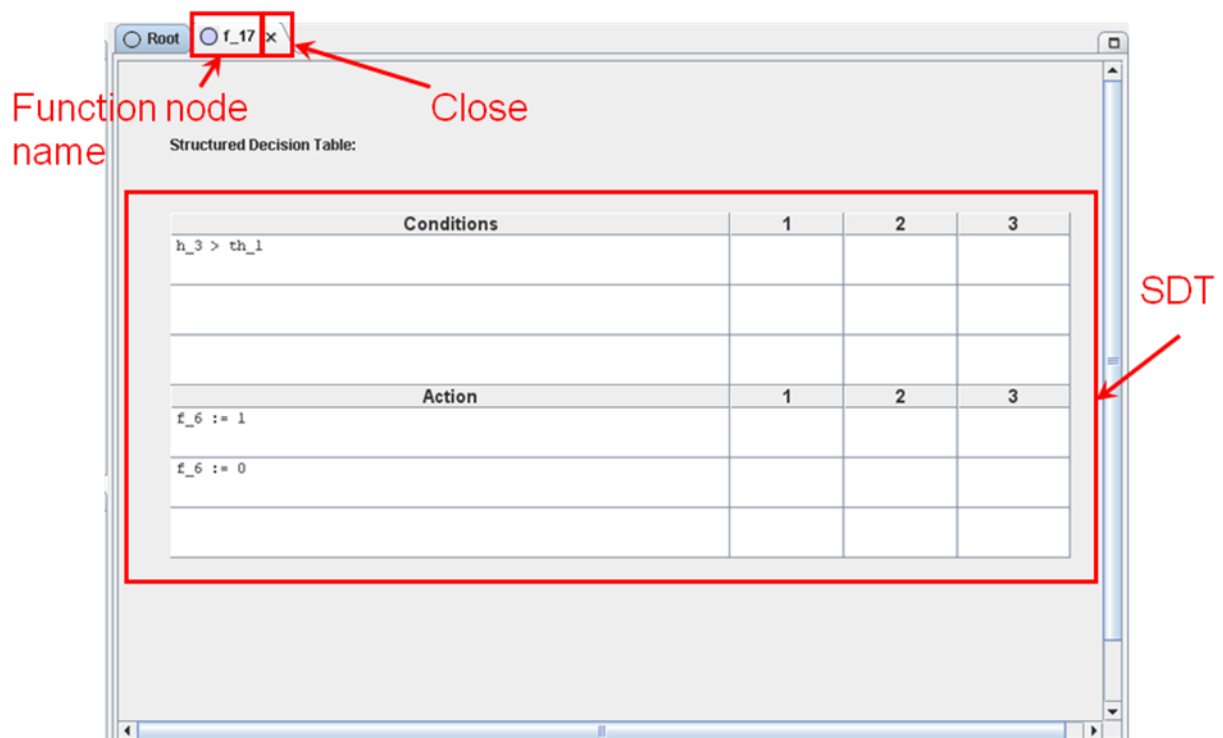 Root
f_17
x
Function node
name
Close
Structured Decision Table:
Conditions 1 2 3
h_3 > th_1
SDT
Action 1 2 3
f_6 := 1
f_6 := 0